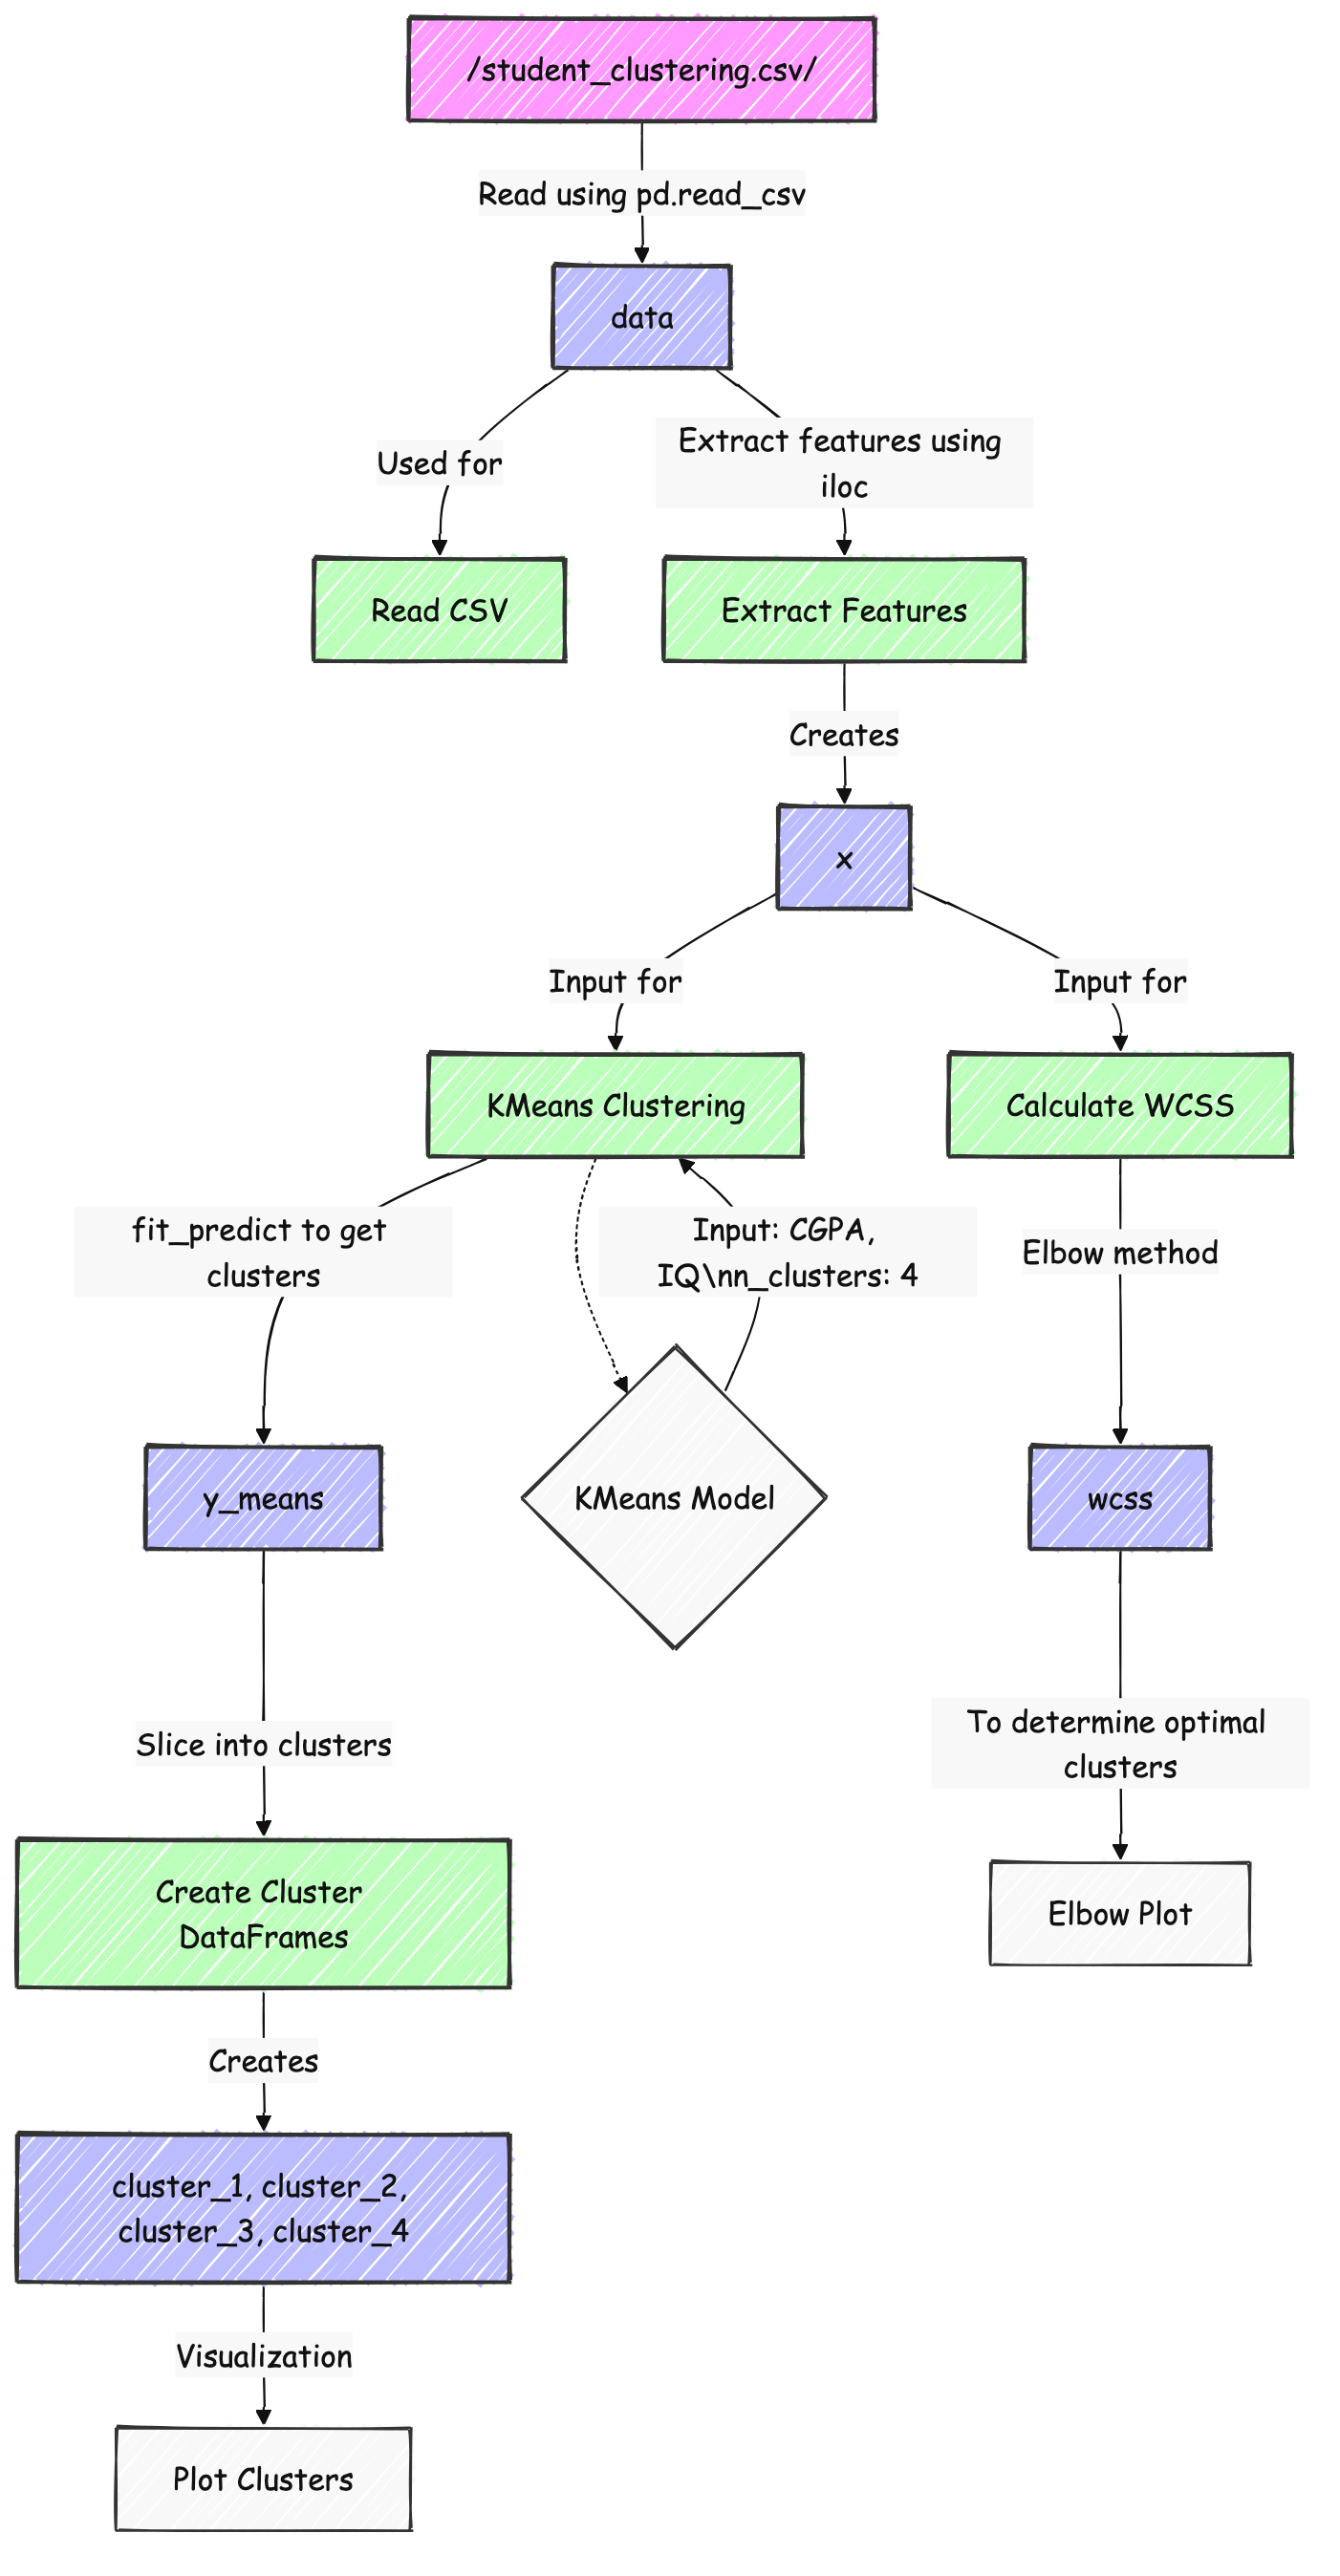 /student_clustering.csv/
Read using pd.read_csv
data
Used for
Extract features using
iloc
Read CSV
Extract Features
Creates
x
Input for
Input for
KMeans Clustering
Calculate WCSS
fit_predict to get
clusters
Input: CGPA,
IQ\nn_clusters: 4
Elbow method
y_means
KMeans Model
wcss
Slice into clusters
To determine optimal
clusters
Create Cluster
DataFrames
Elbow Plot
Creates
cluster_1, cluster_2,
cluster_3, cluster_4
Visualization
Plot Clusters